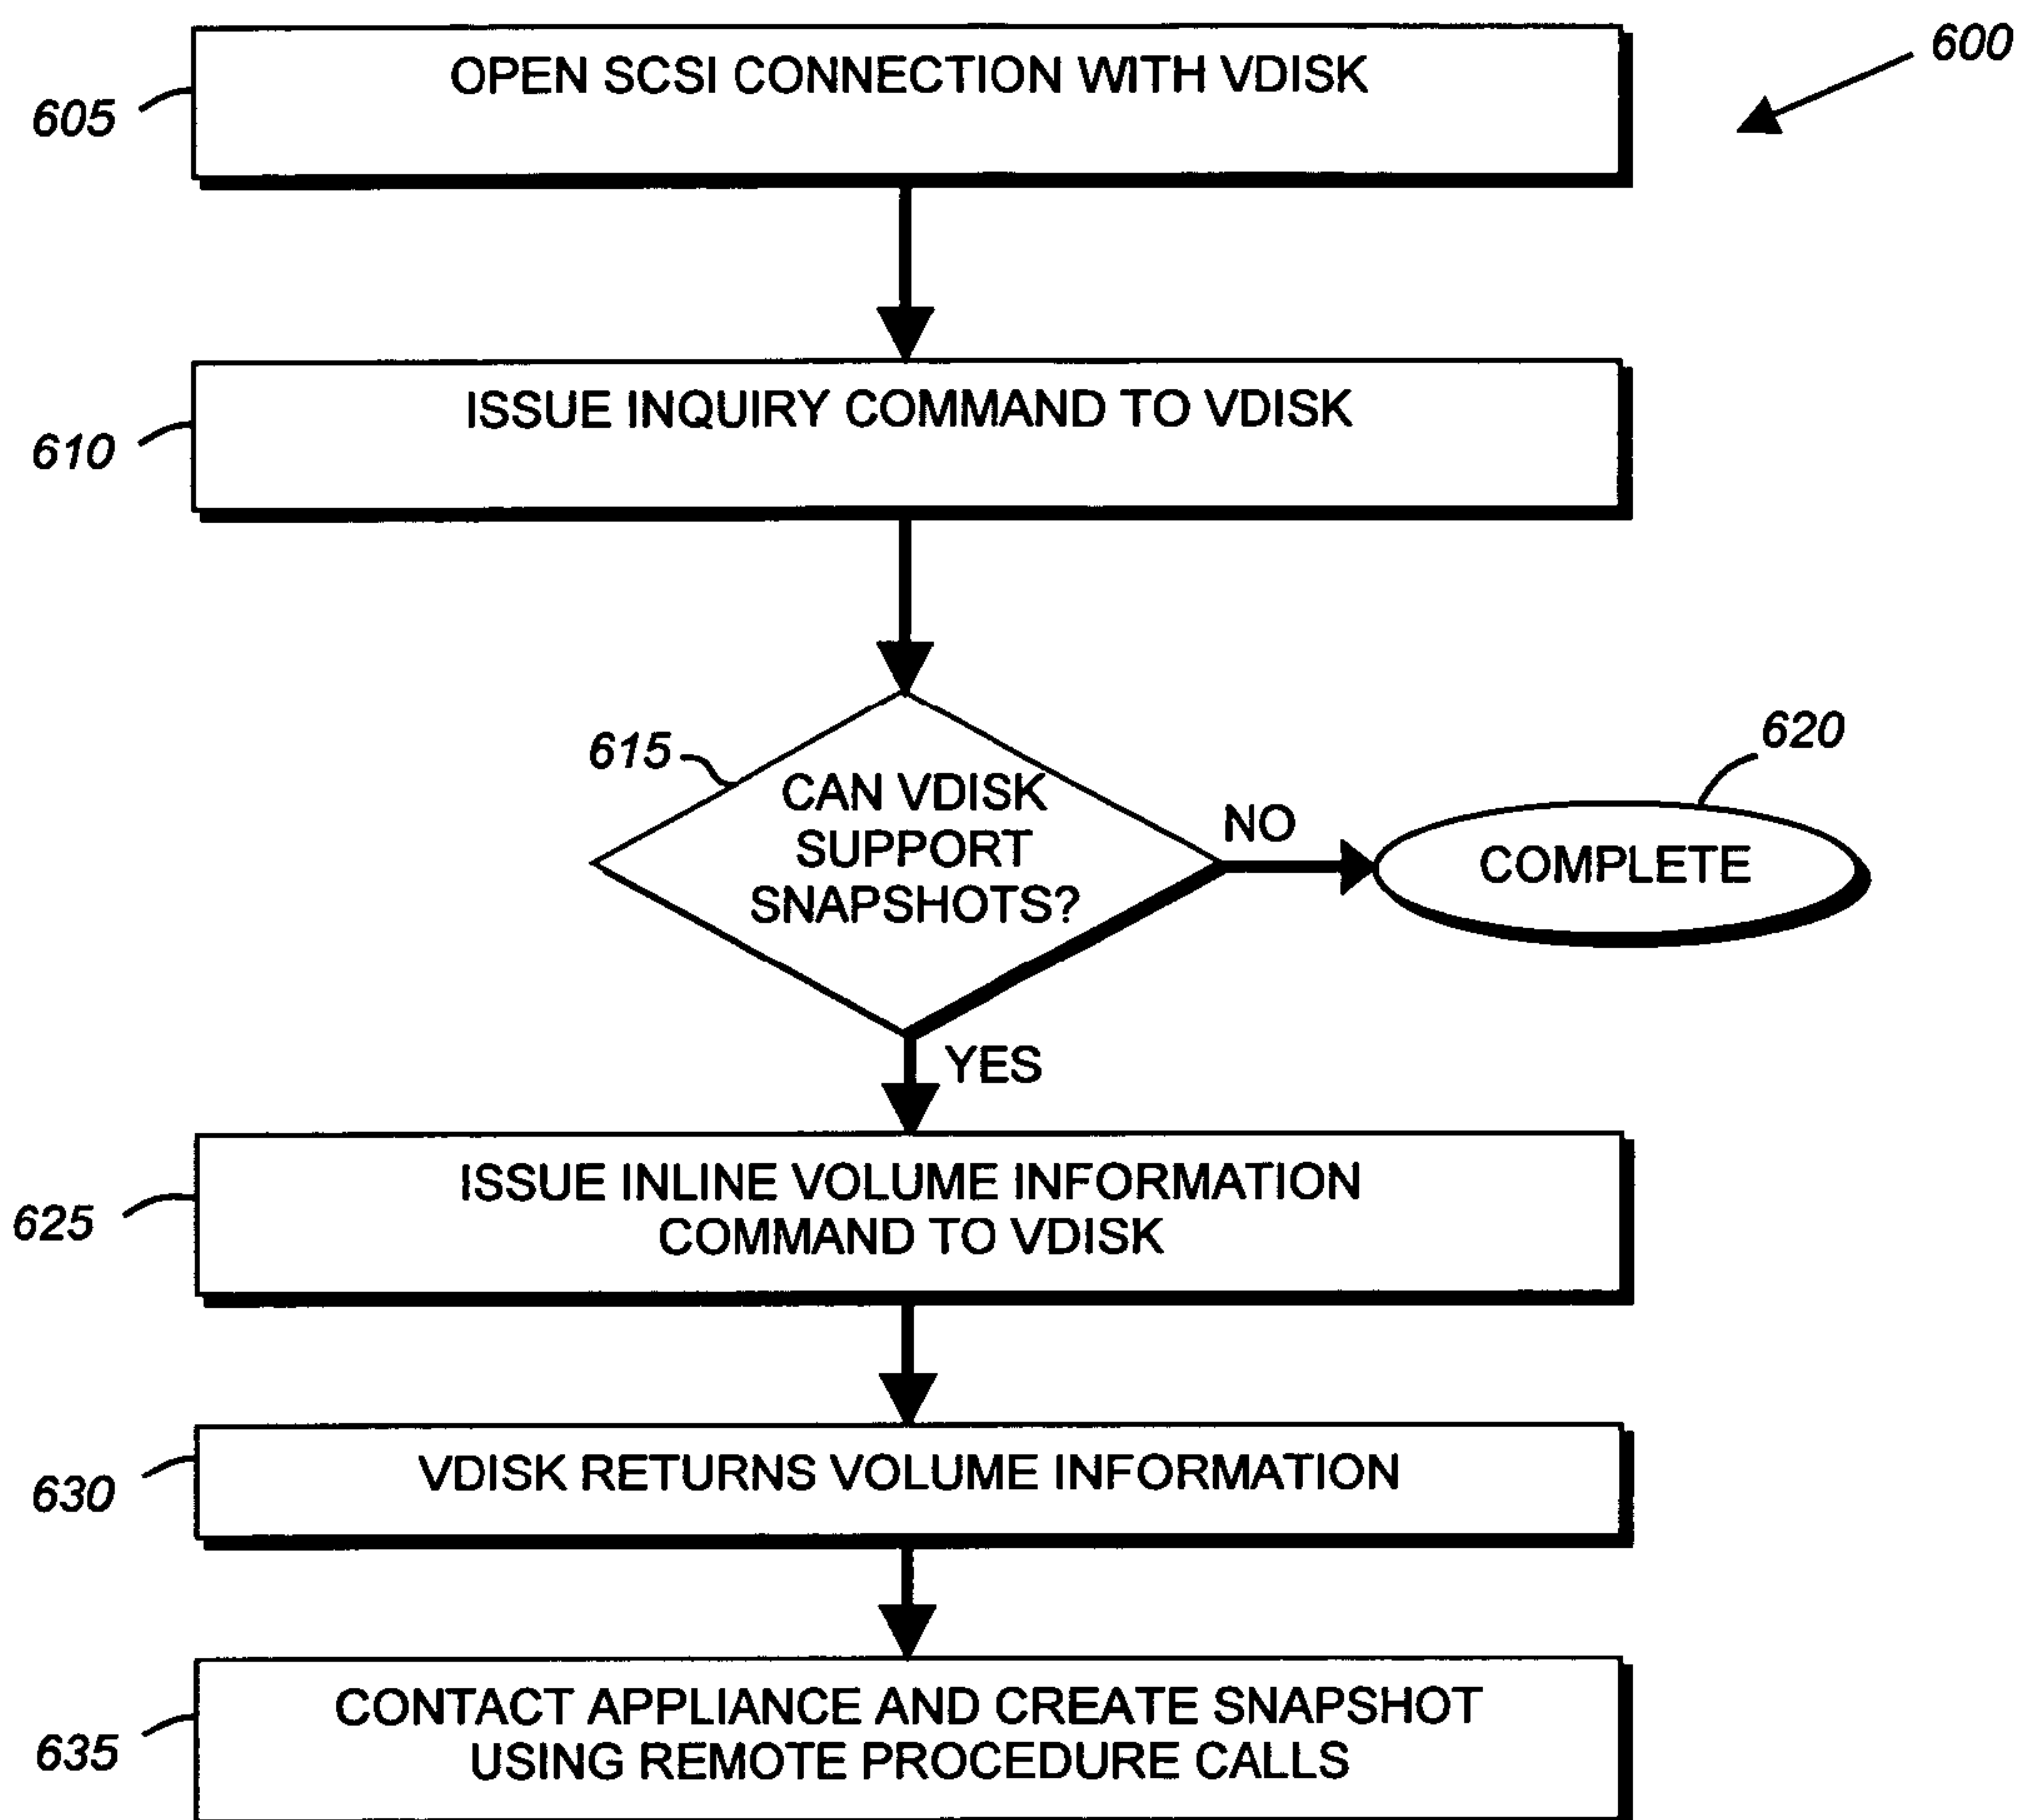 600
OPEN SCSI CONNECTION WITH VDISK
605
ISSUE INQUIRY COMMAND TO VDISK
610
615
CAN VDISK
SUPPORT
SNAPSHOTS?
NO
620
COMPLETE
YES
ISSUE INLINE VOLUME INFORMATION
COMMAND TO VDISK
625
VDISK RETURNS VOLUME INFORMATION
630
CONTACT APPLIANCE AND CREATE SNAPSHOT
USING REMOTE PROCEDURE CALLS
635